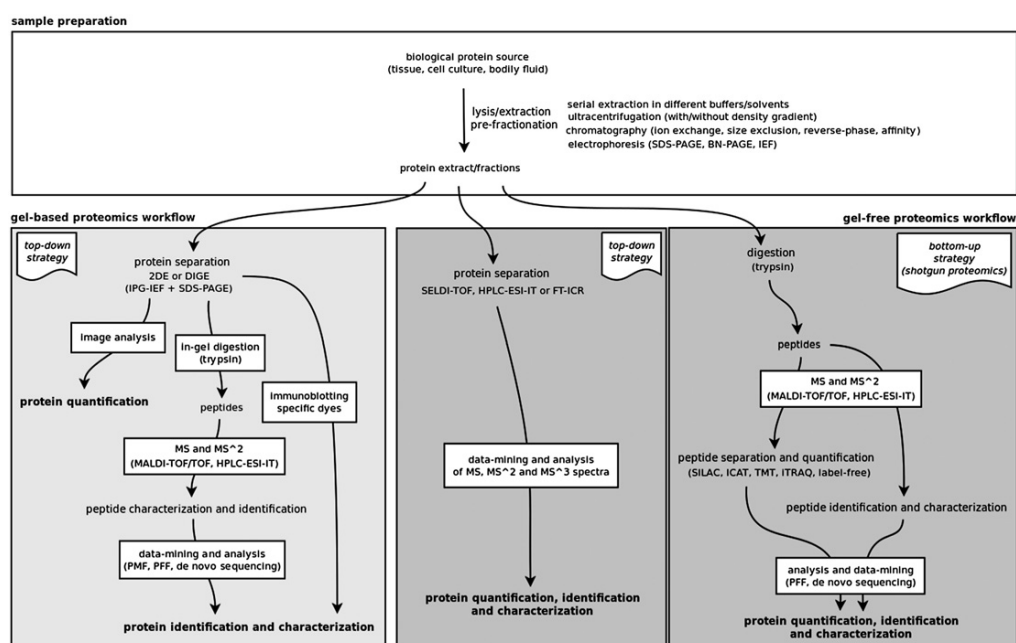 sample preparation
biological protein source
(tissue, cell culture, bodily fluid)
lysis/extraction
pre-fractionation
serial extraction in different buffers/solvents
ultracentrifugation (with/without density gradient)
chromatography (ion exchange, size exclusion, reverse-phase, affinity)
electrophoresis (SDS-PAGE, BN-PAGE, IEF)
protein extract/fractions
gel-based proteomics workflow
top-down
strategy
protein separation
2DE or DIGE
(IPG-IEF + SDS-PAGE)
image analysis
protein quantification
in-gel digestion
(trypsin)
peptides
immunoblotting
specific dyes
MS and MS^2
(MALDI-TOF/TOF, HPLC-ESI-IT)
peptide characterization and identification
data-mining and analysis
(PMF, PFF, de novo sequencing)
protein identification and characterization
top-down
strategy
protein separation
SELDI-TOF, HPLC-ESI-IT or FT-ICR
data-mining and analysis
of MS, MS^2 and MS^3 spectra
protein quantification, identification
and characterization
gel-free proteomics workflow
bottom-up
strategy
(shotgun proteomics)
digestion
(trypsin)
peptides
MS and MS^2
(MALDI-TOF/TOF, HPLC-ESI-IT)
peptide separation and quantification
(SILAC, ICAT, TMT, iTRAQ, label-free)
peptide identification and characterization
analysis and data-mining
(PFF, de novo sequencing)
protein quantification, identification
and characterization